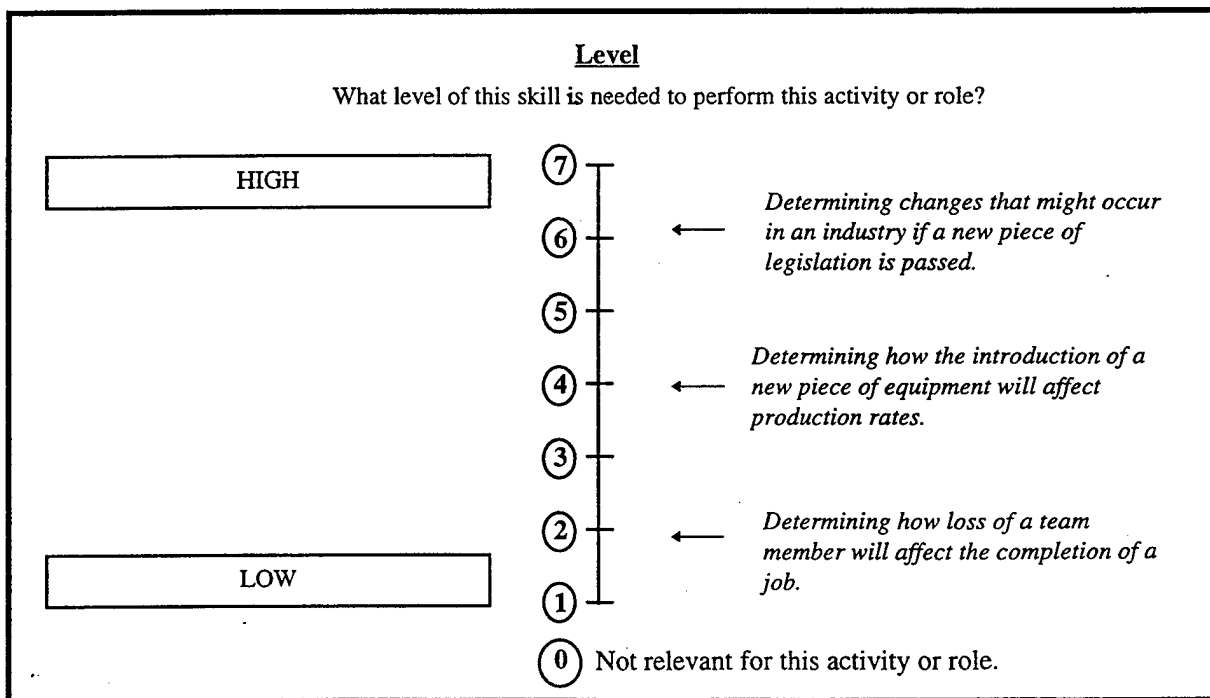 Level
What level of this skill is needed to perform this activity or role?
HIGH
7
6
5
4
3
2
1
LOW
Determining changes that might occur
in an industry if a new piece of
legislation is passed.
Determining how the introduction of a
new piece of equipment will affect
production rates.
Determining how loss of a team
member will affect the completion of a
job.
0 Not relevant for this activity or role.